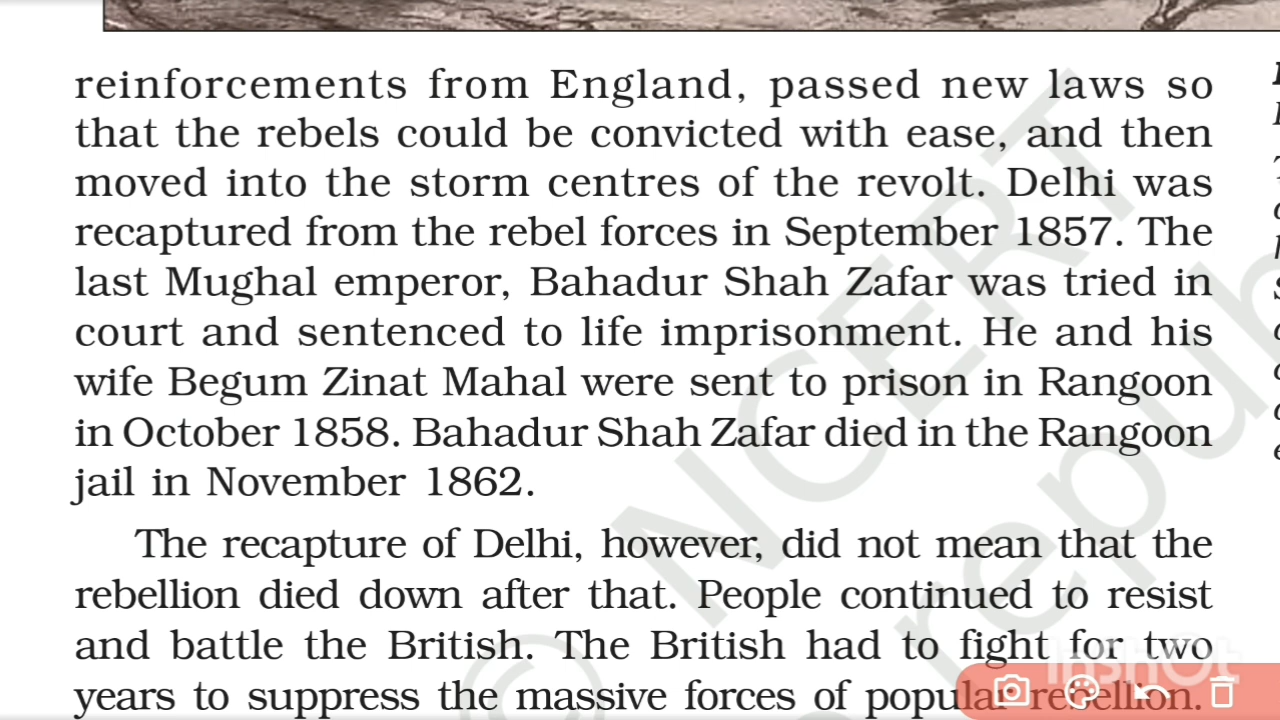 reinforcements from England, passed new laws so
that the rebels could be convicted with ease, and then
moved into the storm centres of the revolt. Delhi was
recaptured from the rebel forces in September 1857. The
last Mughal emperor, Bahadur Shah Zafar was tried in
court and sentenced to life imprisonment. He and his
wife Begum Zinat Mahal were sent to prison in Rangoon
in October 1858. Bahadur Shah Zafar died in the Rangoon
jail in November 1862.
The recapture of Delhi, however, did not mean that the
rebellion died down after that. People continued to resist
and battle the British. The British had to fight for two
years to suppress the massive forces of popular rebellion.
© NCERT
repub
InShot